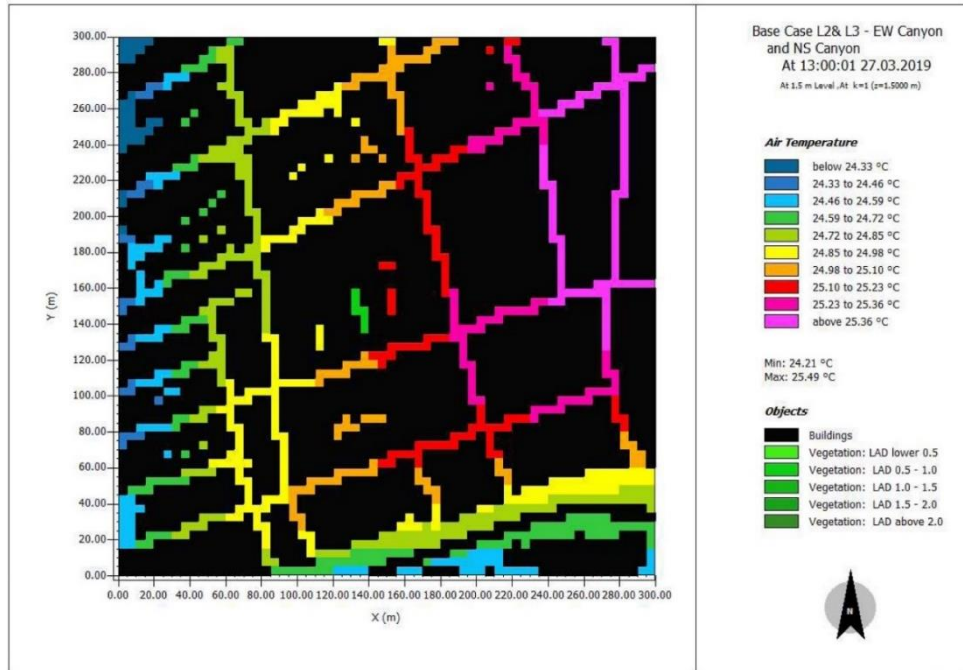 Base Case L2& L3 - EW Canyon
and NS Canyon
At 13:00:01 27.03.2019
At 1.5 m Level ,At k=1 (z=1.5000 m)
Air Temperature
below 24.33 °C
24.33 to 24.46 °C
24.46 to 24.59 °C
24.59 to 24.72 °C
24.72 to 24.85 °C
24.85 to 24.98 °C
24.98 to 25.10 °C
25.10 to 25.23 °C
25.23 to 25.36 °C
above 25.36 °C
Min: 24.21 °C
Max: 25.49 °C
Objects
Buildings
Vegetation: LAD lower 0.5
Vegetation: LAD 0.5 - 1.0
Vegetation: LAD 1.0 - 1.5
Vegetation: LAD 1.5 - 2.0
Vegetation: LAD above 2.0
N
Y (m)
300.00
280.00
260.00
240.00
220.00
200.00
180.00
160.00
140.00
120.00
100.00
80.00
60.00
40.00
20.00
0.00
0.00 20.00 40.00 60.00 80.00 100.00 120.00 140.00 160.00 180.00 200.00 220.00 240.00 260.00 280.00 300.00
X (m)